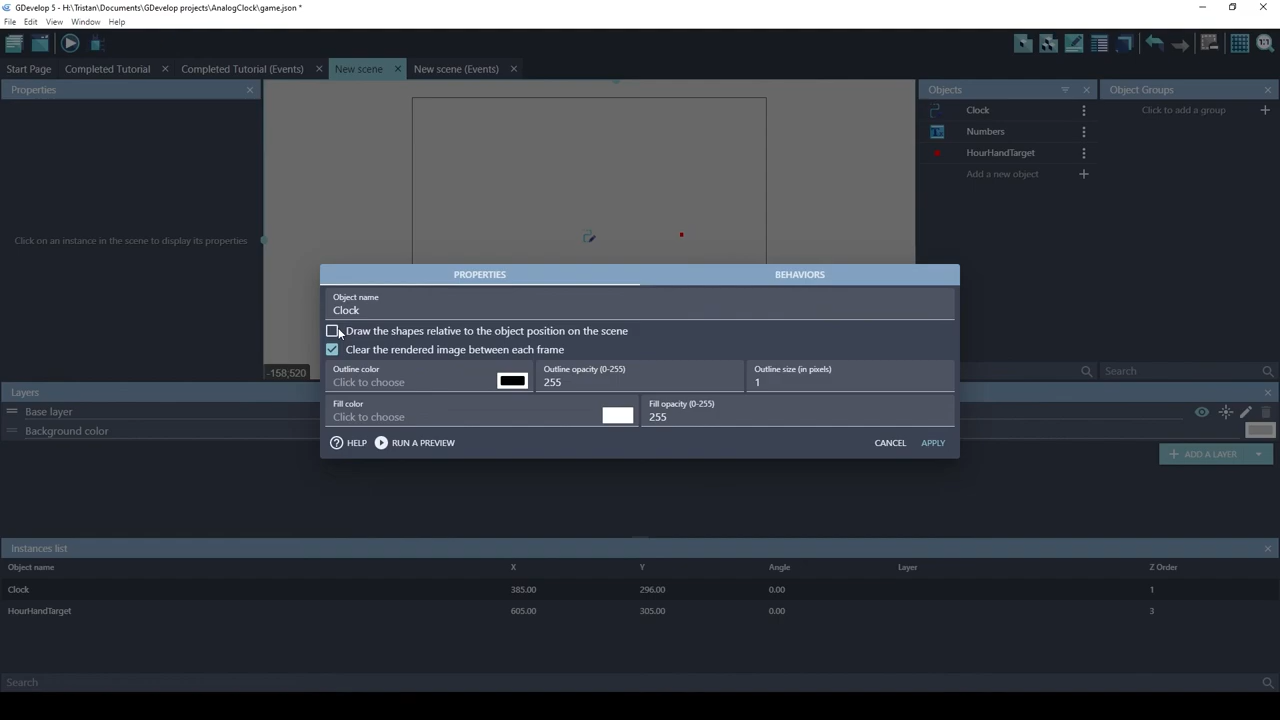 GDevelop 5 - H:\Tristan\Documents\GDevelop projects\AnalogClock\game.json *
File Edit View Window Help
Start Page Completed Tutorial Completed Tutorial (Events) New scene New scene (Events)
Properties
Objects
Object Groups
Clock
Click to add a group
Numbers
HourHandTarget
Add a new object
Click on an instance in the scene to display its properties
PROPERTIES
BEHAVIORS
Object name
Clock
Draw the shapes relative to the object position on the scene
Clear the rendered image between each frame
Outline color
Click to choose
Outline opacity (0-255)
255
Outline size (in pixels)
1
Fill color
Click to choose
Fill opacity (0-255)
255
HELP RUN A PREVIEW CANCEL APPLY
-158;520
Search
Layers
Base layer
Background color
ADD A LAYER
Instances list
Object name X Y Angle Layer Z Order
Clock 385.00 296.00 0.00 1
HourHandTarget 605.00 305.00 0.00 3
Search